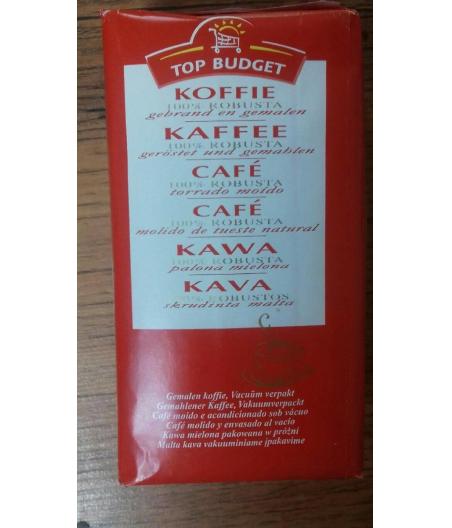 TOP BUDGET
KOFFIE
100% ROBUSTA
gebrand en gemalen
KAFFEE
100% ROBUSTA
geröstet und gemahlen
CAFÉ
100% ROBUSTA
torrado moído
CAFÉ
100% ROBUSTA
molido de tueste natural
KAWA
100% ROBUSTA
palona mielona
KAVA
ROBUSTOS
skrudinta malta
C
Gemalen koffie, Vacuüm verpakt
Gemahlener Kaffee, Vakuumverpackt
Café moido e acondicionado sob vácuo
Café molido y envasado al vacío
Kawa mielona pakowana w próżni
Malta kava vakuuminiame įpakavime